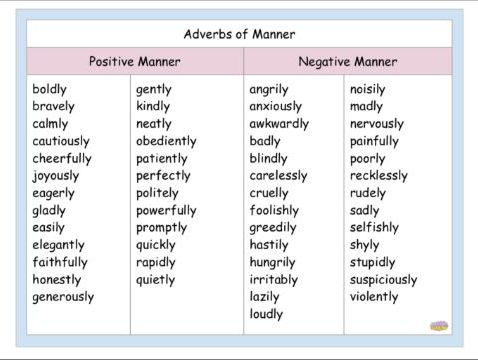 Adverbs of Manner
Positive Manner
Negative Manner
boldly
bravely
calmly
cautiously
cheerfully
joyously
eagerly
gladly
easily
elegantly
faithfully
honestly
generously
gently
kindly
neatly
obediently
patiently
perfectly
politely
powerfully
promptly
quickly
rapidly
quietly
angrily
anxiously
awkwardly
badly
blindly
carelessly
cruelly
foolishly
greedily
hastily
hungrily
irritably
lazily
loudly
noisily
madly
nervously
painfully
poorly
recklessly
rudely
sadly
selfishly
shyly
stupidly
suspiciously
violently